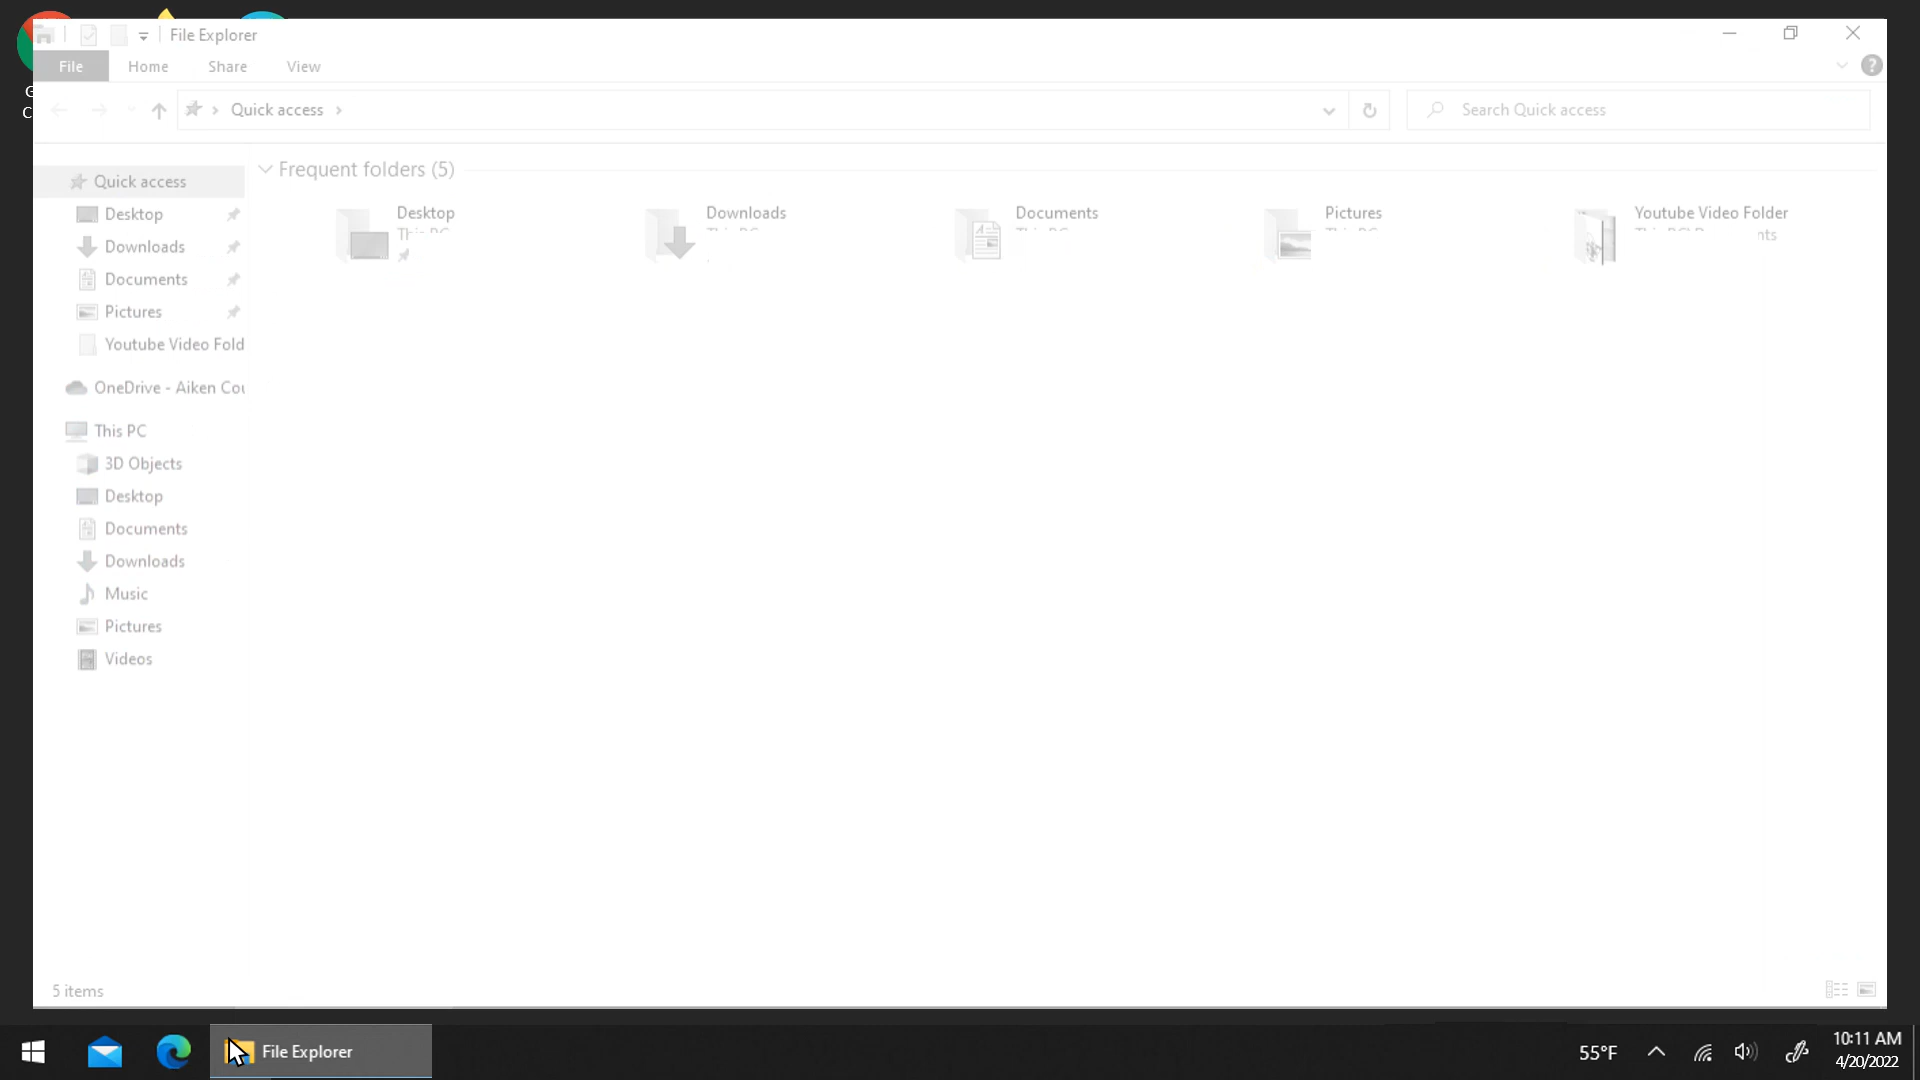 File Explorer
File Home Share View
Quick access
Search Quick access
Frequent folders (5)
Quick access
Desktop
Downloads
Documents
Pictures
Youtube Video Fold
OneDrive - Aiken Cou
This PC
3D Objects
Desktop
Documents
Downloads
Music
Pictures
Videos
Desktop
This PC
Downloads
This PC
Documents
This PC
Pictures
This PC
Youtube Video Folder
This PC\D nts
5 items
G
C
File Explorer
55°F
10:11 AM
4/20/2022